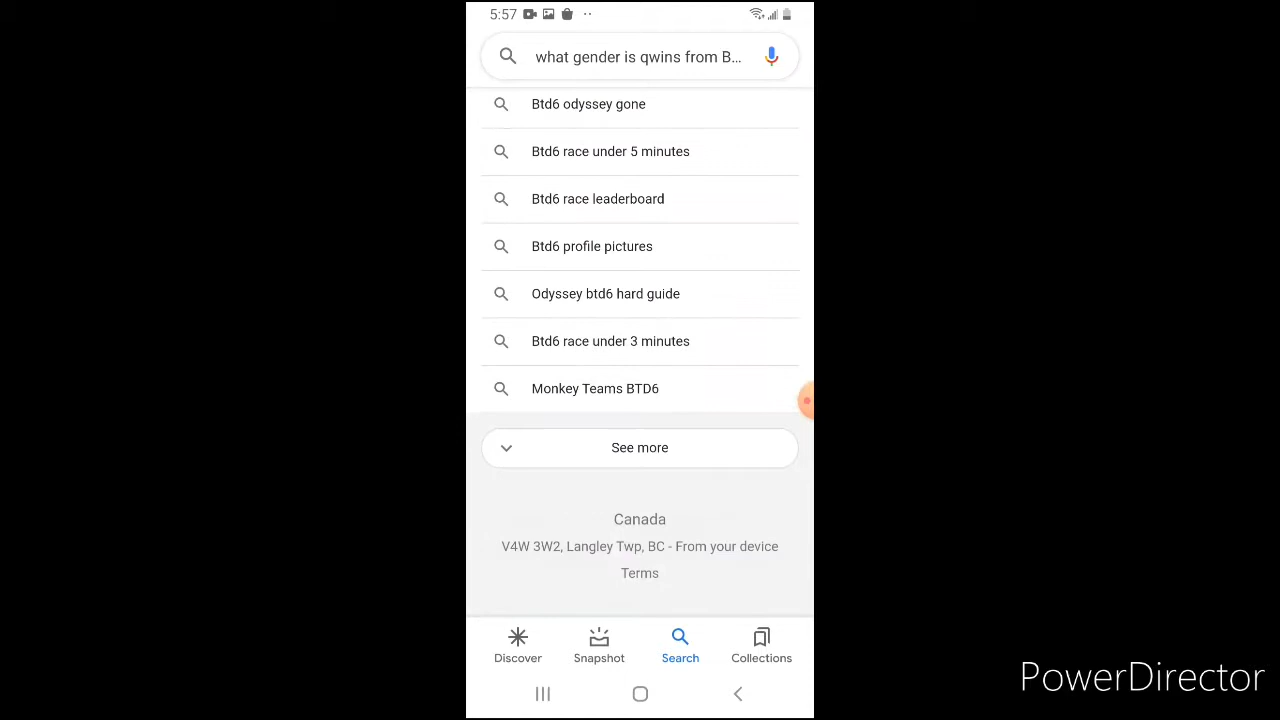 5:57
what gender is qwins from B...
Btd6 odyssey gone
Btd6 race under 5 minutes
Btd6 race leaderboard
Btd6 profile pictures
Odyssey btd6 hard guide
Btd6 race under 3 minutes
Monkey Teams BTD6
See more
Canada
V4W 3W2, Langley Twp, BC - From your device
Terms
Discover Snapshot Search Collections
PowerDirector